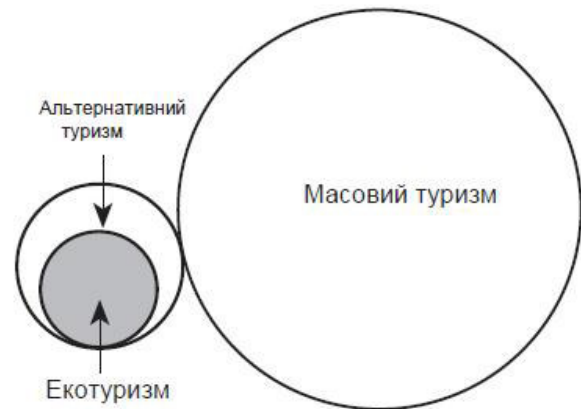 Альтернативний
туризм
Масовий туризм
Екотуризм